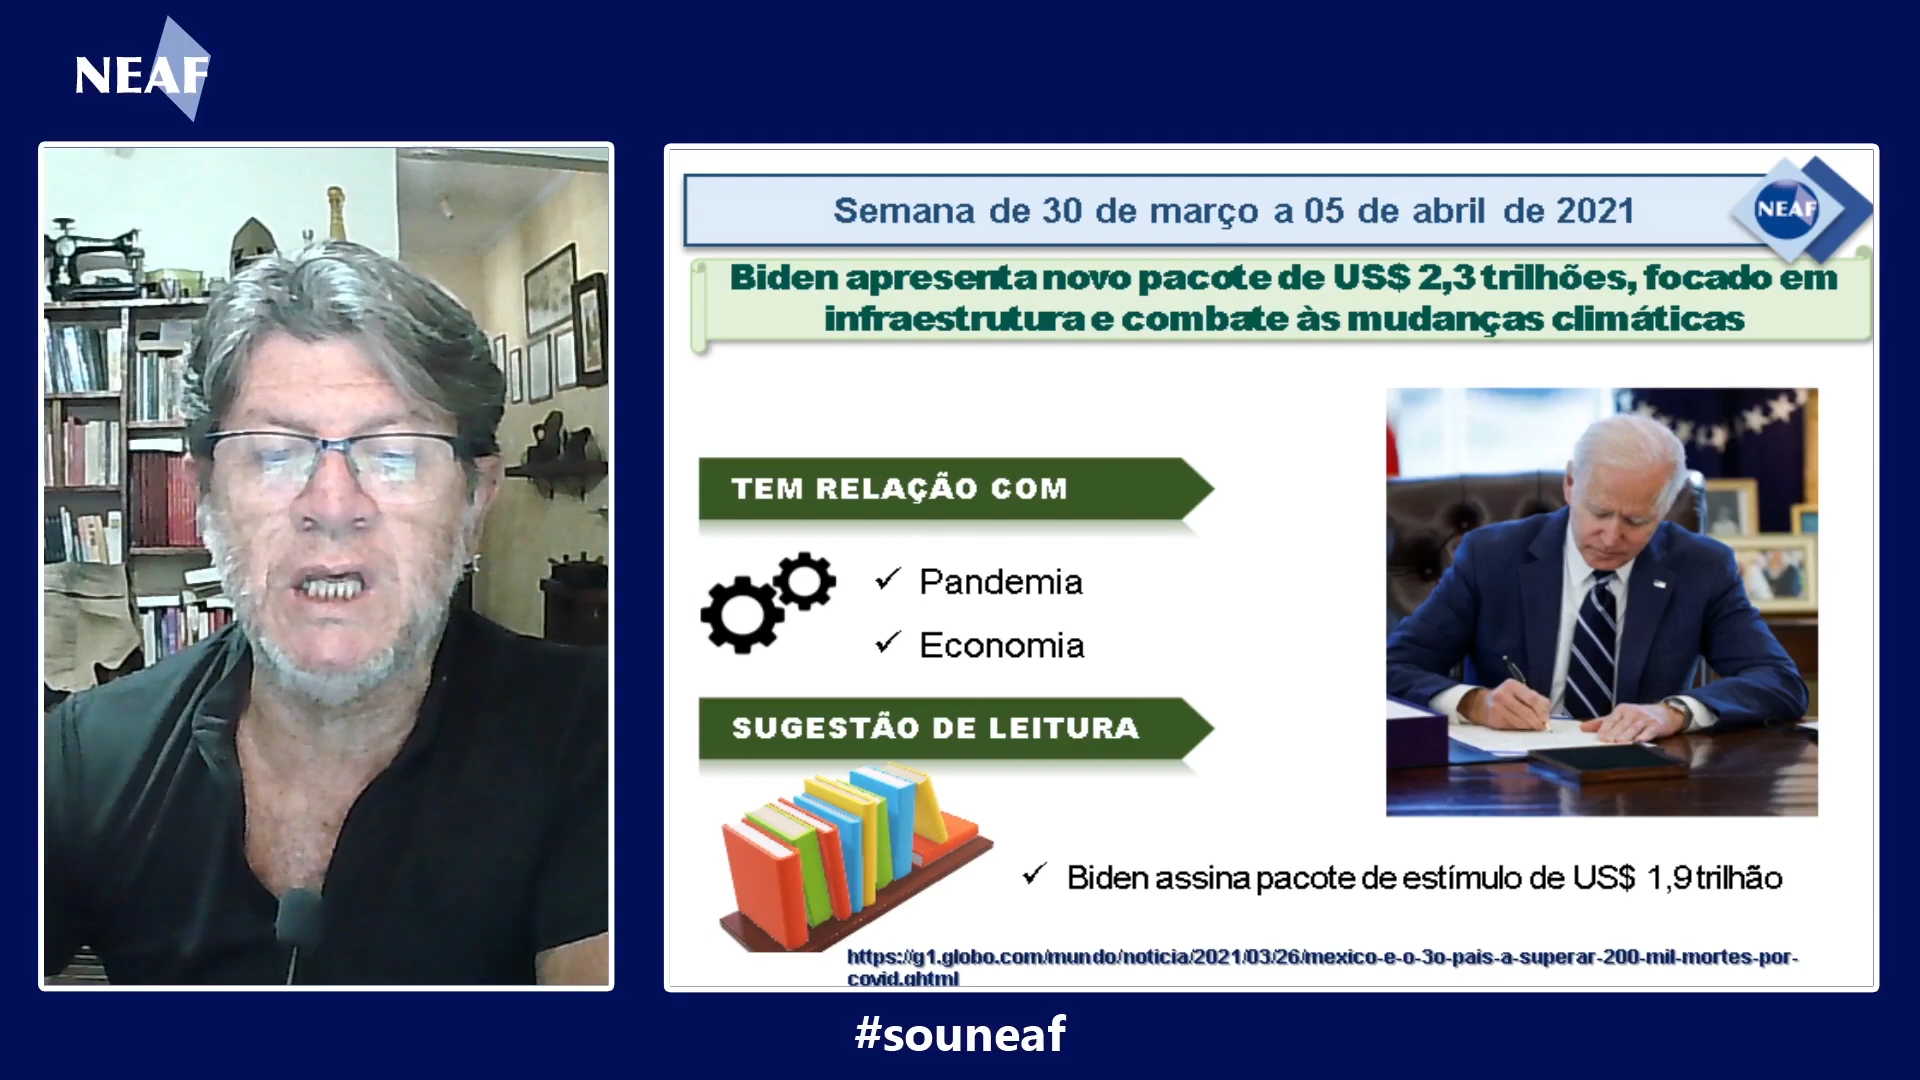 NEAF
Semana de 30 de março a 05 de abril de 2021
NEAF
Biden apresenta novo pacote de US$ 2,3 trilhões, focado em
infraestrutura e combate às mudanças climáticas
TEM RELAÇÃO COM
✓ Pandemia
✓ Economia
SUGESTÃO DE LEITURA
✓ Biden assina pacote de estímulo de US$ 1,9 trilhão
https://g1.globo.com/mundo/noticia/2021/03/26/mexico-e-o-3o-pais-a-superar-200-mil-mortes-por-
covid.ghtml
#souneaf